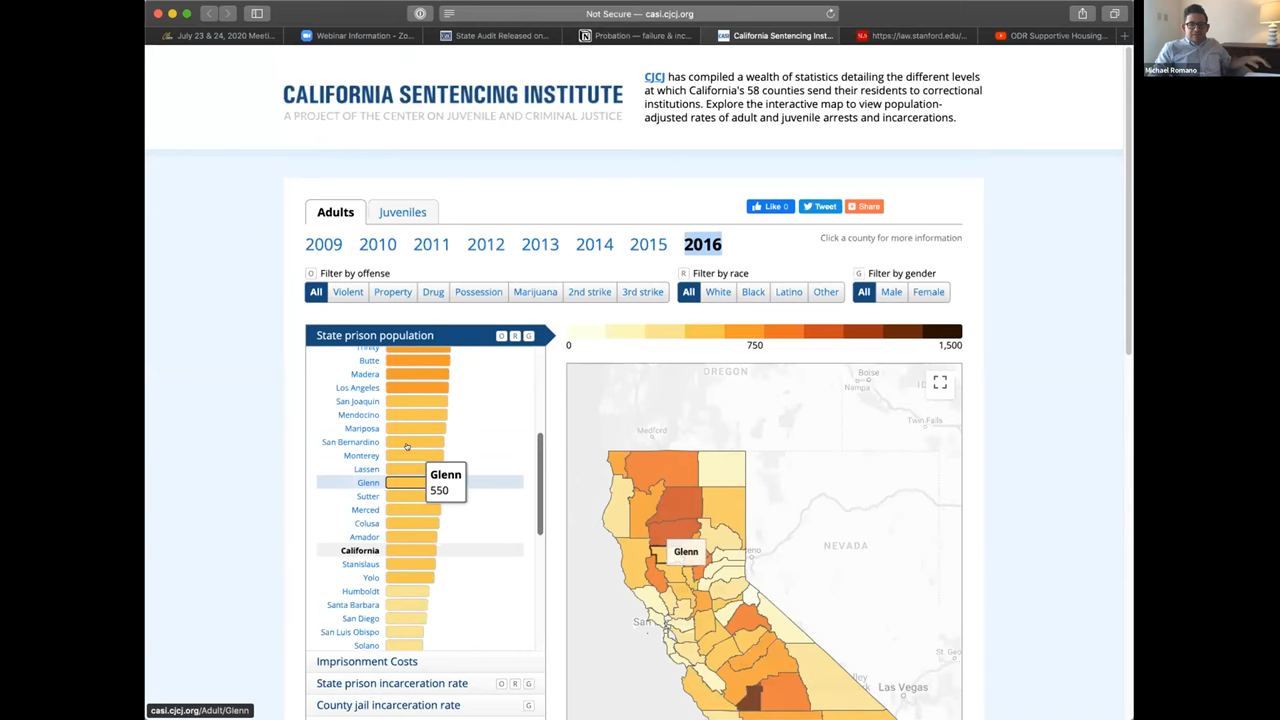 Not Secure — casi.cjcj.org
July 23 & 24, 2020 Meeti...
Webinar Information - Zo...
State Audit Released on...
Probation — failure & inc...
California Sentencing Inst...
https://law.stanford.edu/...
ODR Supportive Housing...
Michael Romano
CALIFORNIA SENTENCING INSTITUTE
A PROJECT OF THE CENTER ON JUVENILE AND CRIMINAL JUSTICE
CJCJ has compiled a wealth of statistics detailing the different levels
at which California's 58 counties send their residents to correctional
institutions. Explore the interactive map to view population-
adjusted rates of adult and juvenile arrests and incarcerations.
Adults
Juveniles
Like 0
Tweet
Share
2009 2010 2011 2012 2013 2014 2015 2016
Click a county for more information
O Filter by offense
R Filter by race
G Filter by gender
All Violent Property Drug Possession Marijuana 2nd strike 3rd strike
All White Black Latino Other
All Male Female
State prison population O R G
Trinity
Butte
Madera
Los Angeles
San Joaquin
Mendocino
Mariposa
San Bernardino
Monterey
Lassen
Glenn
Sutter
Merced
Colusa
Amador
California
Stanislaus
Yolo
Humboldt
Santa Barbara
San Diego
San Luis Obispo
Solano
Glenn
550
Imprisonment Costs
State prison incarceration rate O R G
County jail incarceration rate G
0 750 1,500
OREGON
Boise
Nampa
Medford
Twin Falls
Glenn
NEVADA
Las Vegas
St. Geo
casi.cjcj.org/Adult/Glenn